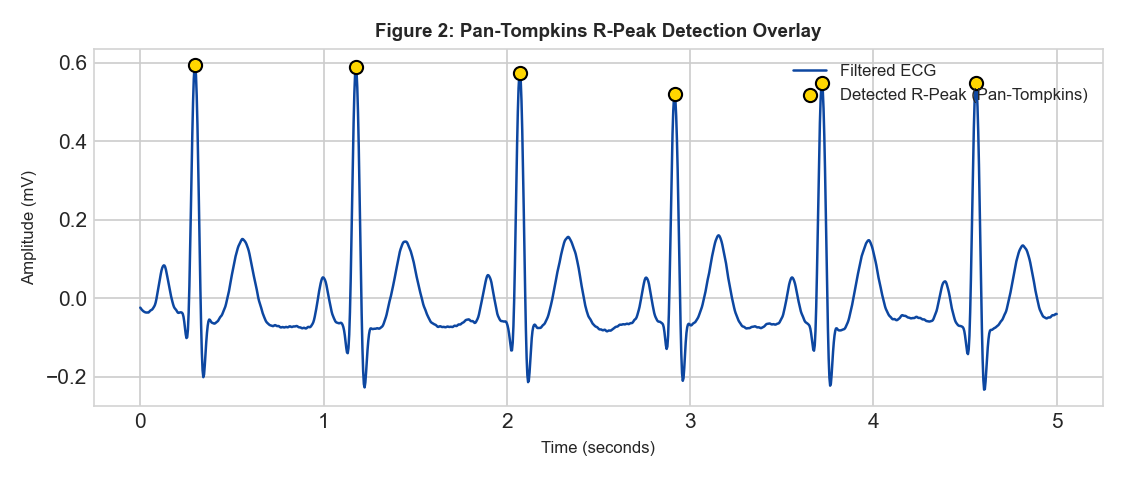 Figure 2: Pan-Tompkins R-Peak Detection Overlay
0.6
0.4
0.2
0.0
−0.2
Amplitude (mV)
Filtered ECG
Detected R-Peak (Pan-Tompkins)
0 1 2 3 4 5
Time (seconds)